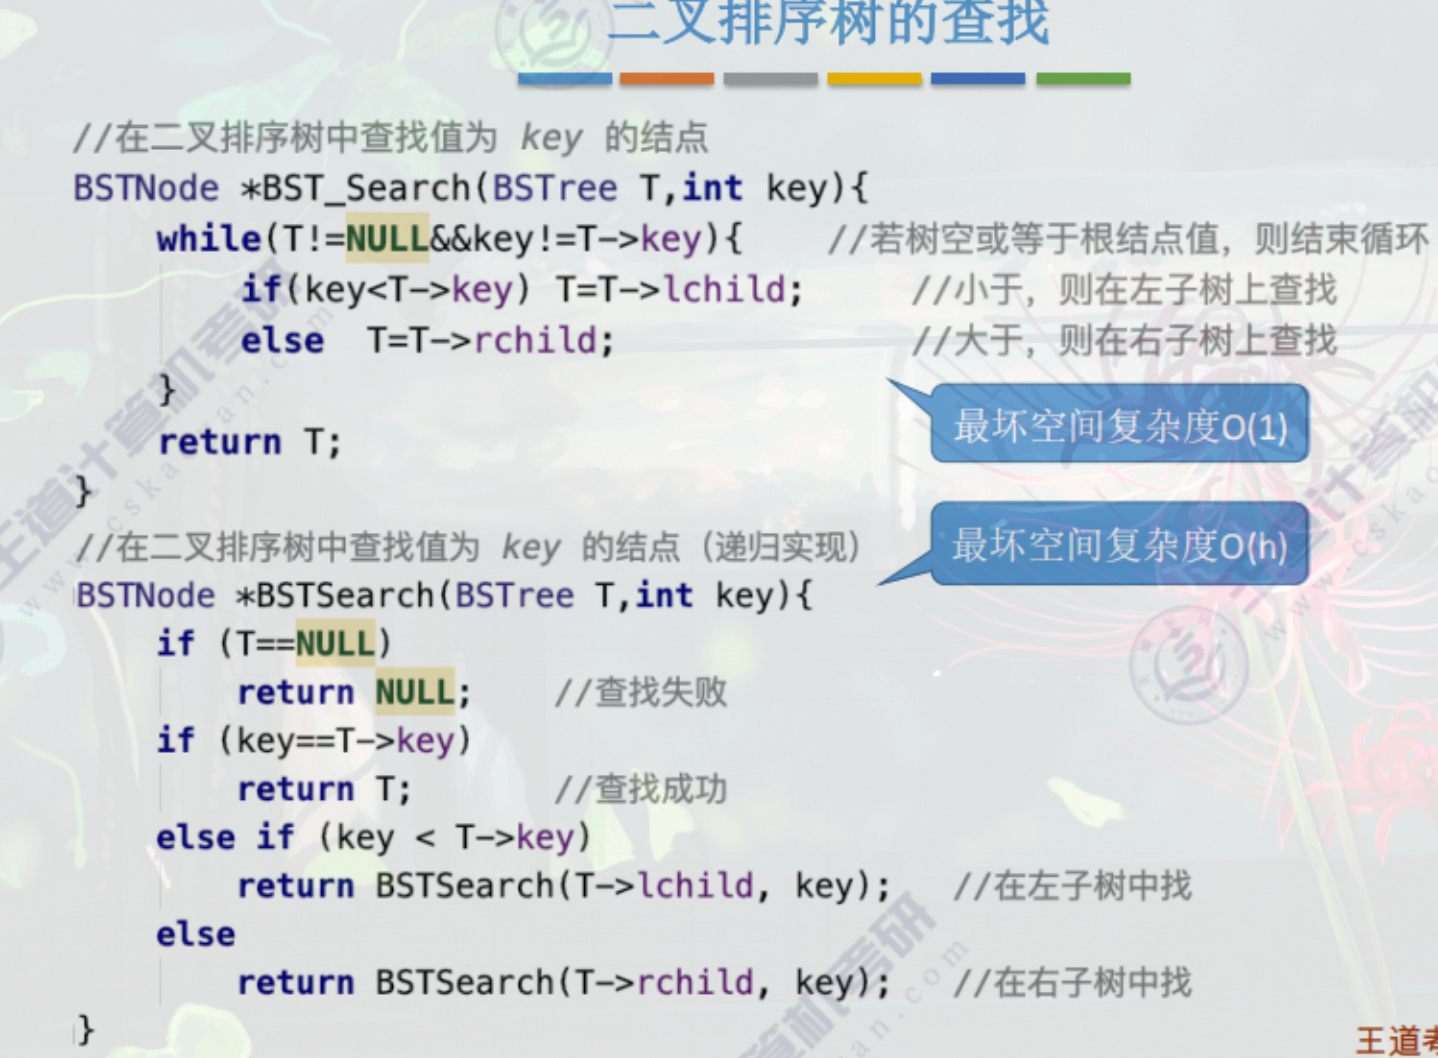 二叉排序树的查找
//在二叉排序树中查找值为 key 的结点
BSTNode *BST_Search(BSTree T,int key){
    while(T!=NULL&&key!=T->key){    //若树空或等于根结点值，则结束循环
        if(key<T->key) T=T->lchild;    //小于，则在左子树上查找
        else  T=T->rchild;    //大于，则在右子树上查找
    }
最坏空间复杂度O(1)
    return T;
}
最坏空间复杂度O(h)
//在二叉排序树中查找值为 key 的结点（递归实现）
BSTNode *BSTSearch(BSTree T,int key){
    if (T==NULL)
        return NULL;    //查找失败
    if (key==T->key)
        return T;    //查找成功
    else if (key < T->key)
        return BSTSearch(T->lchild, key);    //在左子树中找
    else
        return BSTSearch(T->rchild, key);    //在右子树中找
}
王道计算机考研
王道